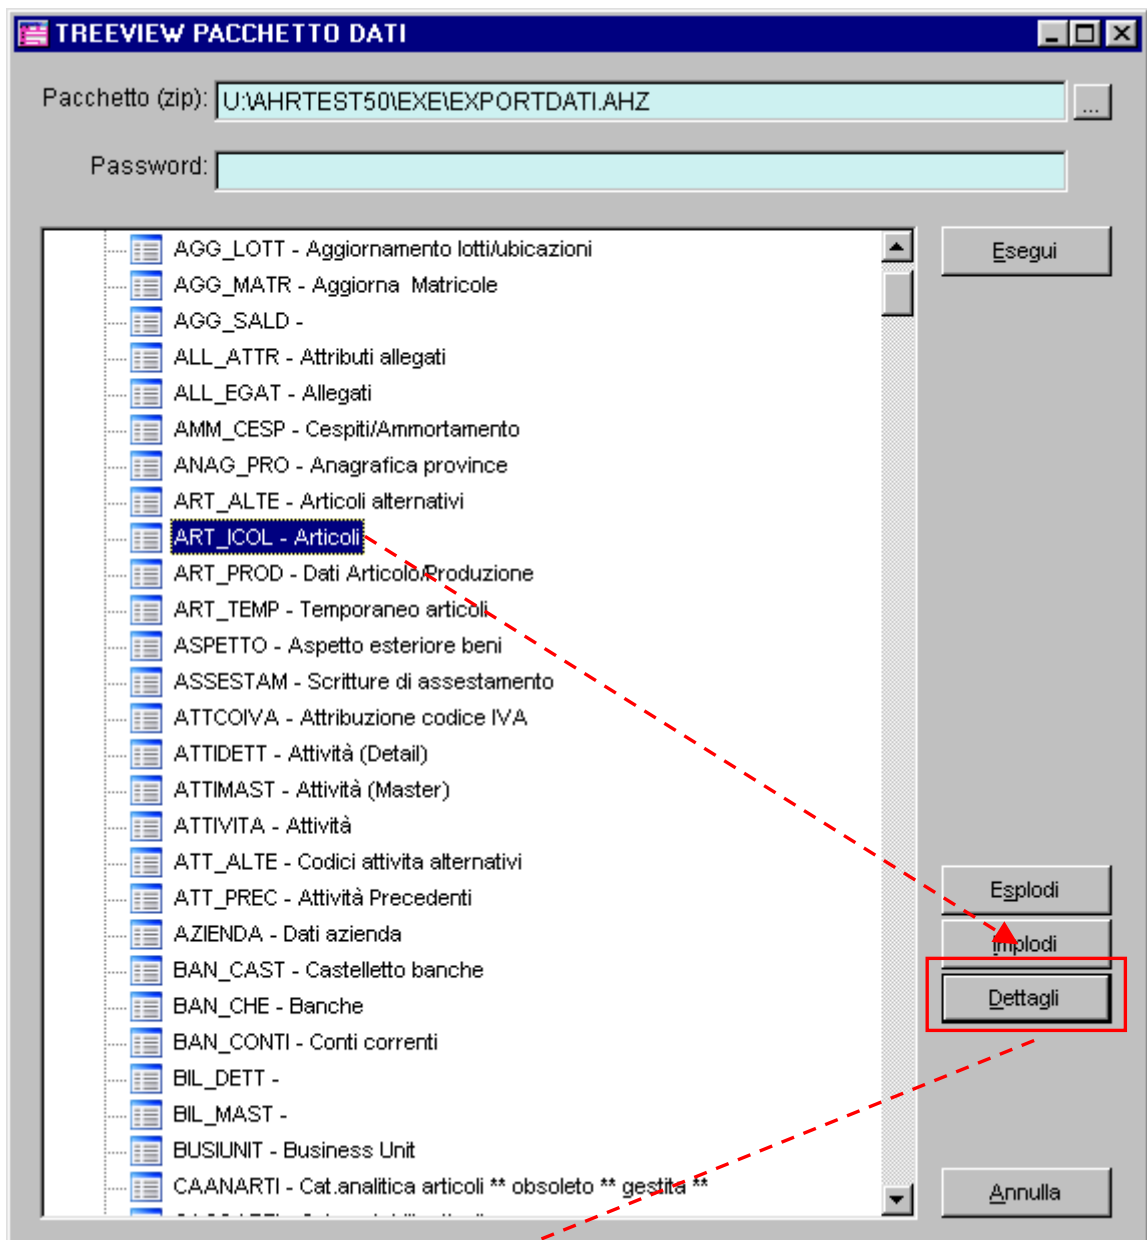 TREEVIEW PACCHETTO DATI
Pacchetto (zip): U:\AHRTEST50\EXE\EXPORTDATI.AHZ ...
Password:
AGG_LOTT - Aggiornamento lotti/ubicazioni
Esegui
AGG_MATR - Aggiorna  Matricole
AGG_SALD -
ALL_ATTR - Attributi allegati
ALL_EGAT - Allegati
AMM_CESP - Cespiti/Ammortamento
ANAG_PRO - Anagrafica province
ART_ALTE - Articoli alternativi
ART_ICOL - Articoli
ART_PROD - Dati Articolo/Produzione
ART_TEMP - Temporaneo articoli
ASPETTO - Aspetto esteriore beni
ASSESTAM - Scritture di assestamento
ATTCOIVA - Attribuzione codice IVA
ATTIDETT - Attività (Detail)
ATTIMAST - Attività (Master)
ATTIVITA - Attività
ATT_ALTE - Codici attivita alternativi
ATT_PREC - Attività Precedenti
Esplodi
AZIENDA - Dati azienda
Implodi
BAN_CAST - Castelletto banche
BAN_CHE - Banche
Dettagli
BAN_CONTI - Conti correnti
BIL_DETT -
BIL_MAST -
BUSIUNIT - Business Unit
CAANARTI - Cat.analitica articoli ** obsoleto ** gestita **
Annulla